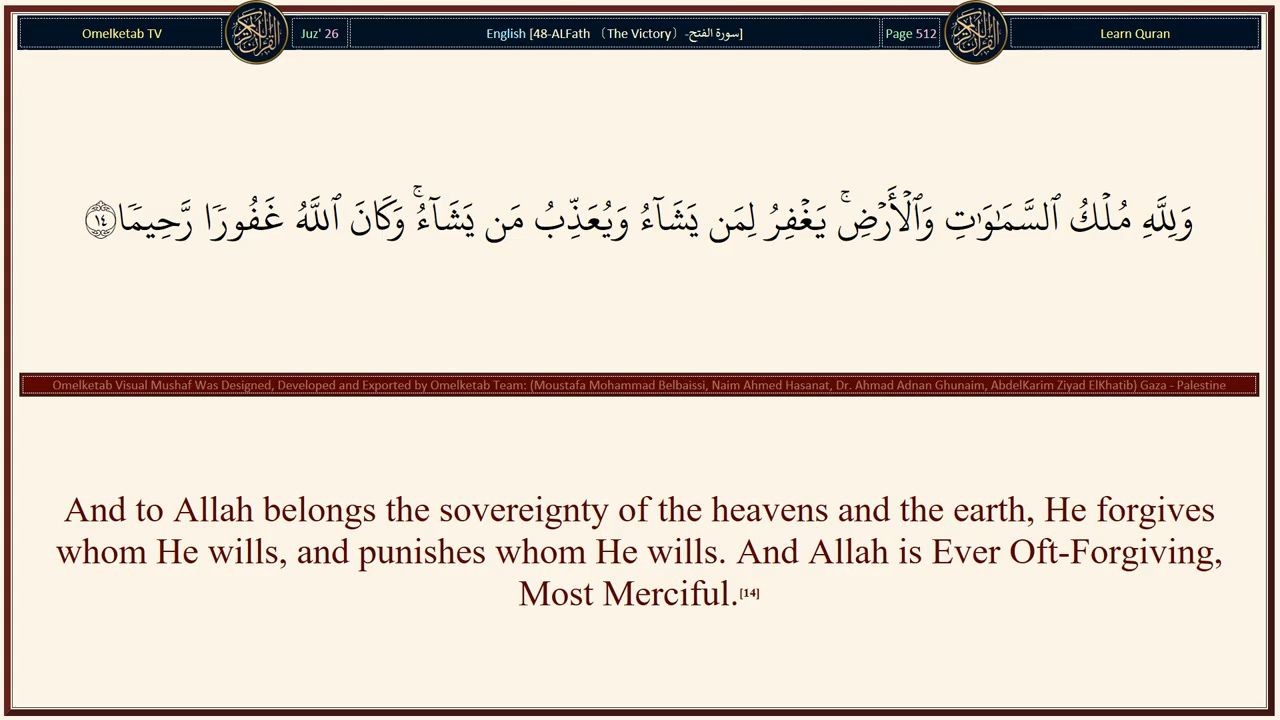 Omelketab TV
Juz' 26
English [48-ALFath （The Victory）-سورة الفتح]
Page 512
Learn Quran
وَلِلَّهِ مُلۡكُ ٱلسَّمَٰوَٰتِ وَٱلۡأَرۡضِۚ يَغۡفِرُ لِمَن يَشَآءُ وَيُعَذِّبُ مَن يَشَآءُۚ وَكَانَ ٱللَّهُ غَفُورٗا رَّحِيمٗا ١٤
Omelketab Visual Mushaf Was Designed, Developed and Exported by Omelketab Team: (Moustafa Mohammad Belbaissi, Naim Ahmed Hasanat, Dr. Ahmad Adnan Ghunaim, AbdelKarim Ziyad ElKhatib) Gaza - Palestine
And to Allah belongs the sovereignty of the heavens and the earth, He forgives
whom He wills, and punishes whom He wills. And Allah is Ever Oft-Forgiving,
Most Merciful.[14]